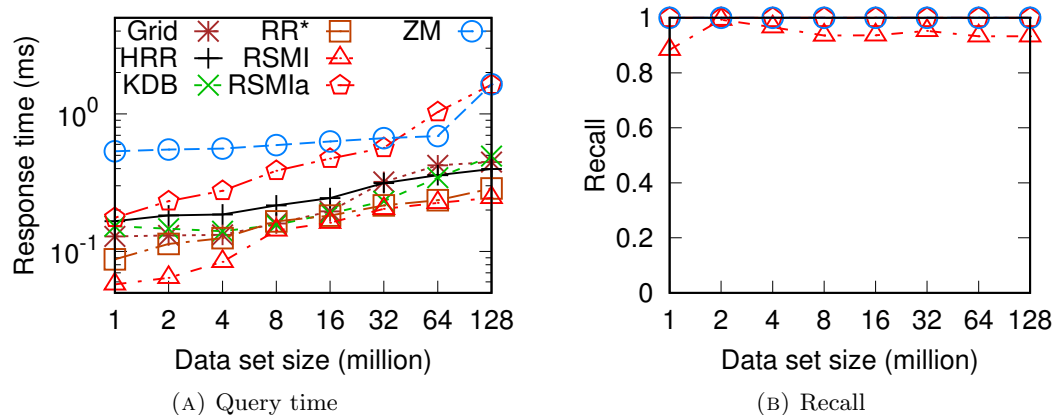 Grid RR* ZM
HRR RSMI
KDB RSMIa
Response time (ms)
10^0
10^-1
1 2 4 8 16 32 64 128
Data set size (million)
(A) Query time
1
0.8
0.6
0.4
0.2
0
Recall
1 2 4 8 16 32 64 128
Data set size (million)
(B) Recall